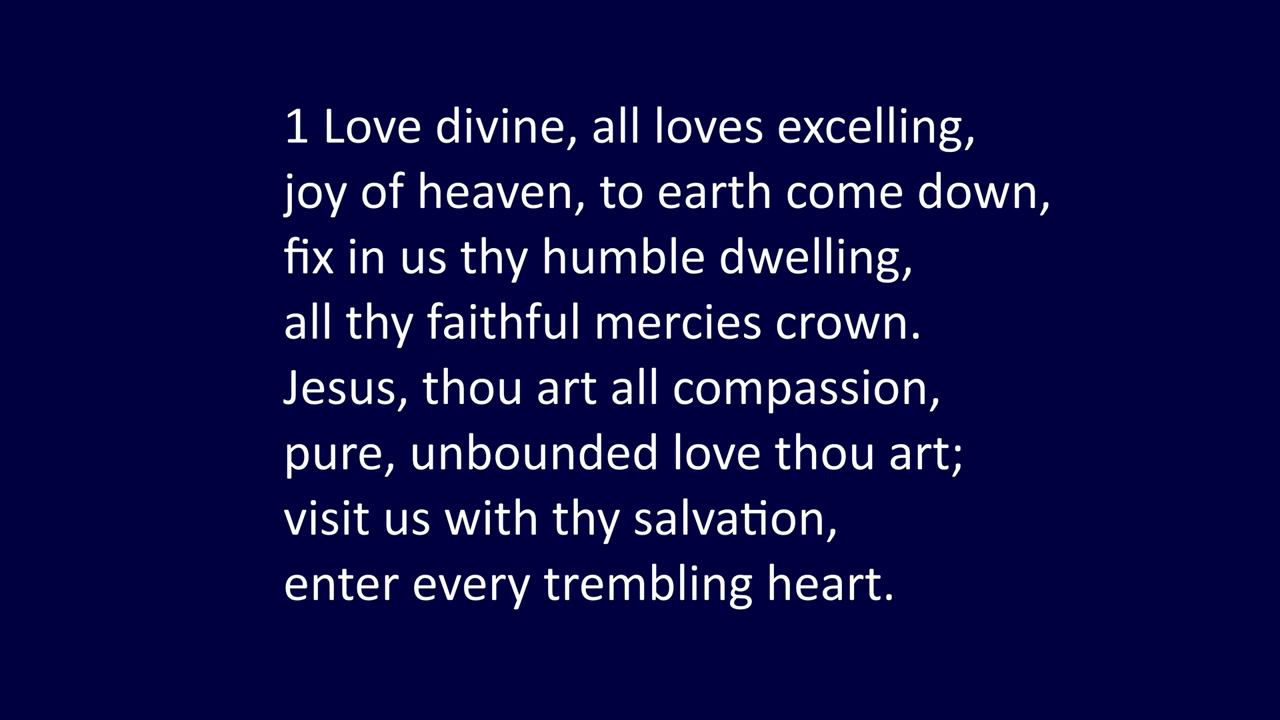 1 Love divine, all loves excelling,
joy of heaven, to earth come down,
fix in us thy humble dwelling,
all thy faithful mercies crown.
Jesus, thou art all compassion,
pure, unbounded love thou art;
visit us with thy salvation,
enter every trembling heart.